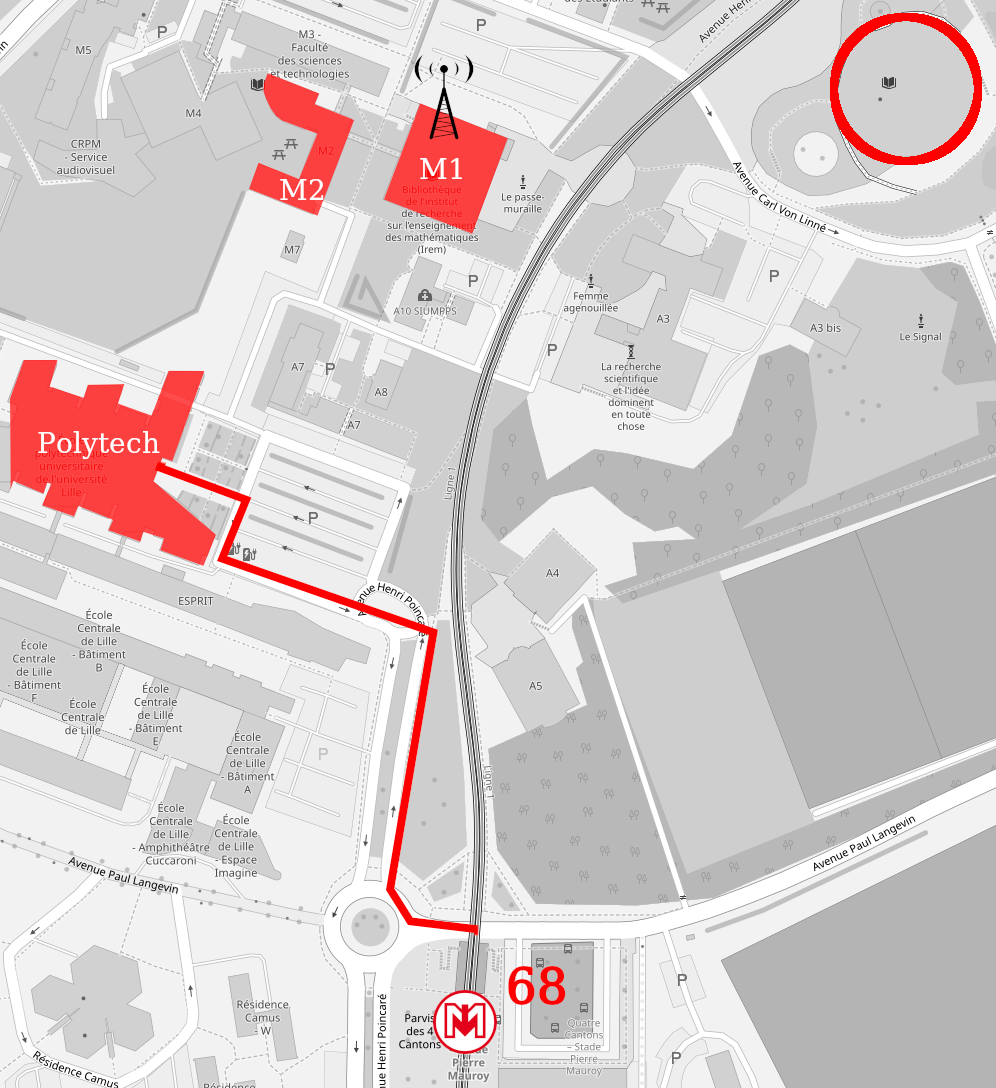 des Étudiants
Avenue Henri
P
P
M5
M3 -
Faculté
des sciences
et technologies
M4
CRPM
- Service
audiovisuel
M2
M2
M1
Bibliothèque
de l'institut
de recherche
sur l'enseignement
des mathématiques
(Irem)
Le passe-
muraille
Avenue Carl Von Linné
M7
P
P
A10 SIUMPPS
Femme
agenouillée
A3
A3 bis
Le Signal
P
La recherche
scientifique
et l'idée
dominent
en toute
chose
A7
P
A8
A7
Polytech
polytechnique
universitaire
de l'université
Lille
Ligne 1
P
A4
ESPRIT
Avenue Henri Poincaré
École
Centrale
de Lille
- Bâtiment
B
École
Centrale
de Lille
- Bâtiment
F
École
Centrale
de Lille
École
Centrale
de Lille
- Bâtiment
E
A5
École
Centrale
de Lille
- Bâtiment
A
P
Ligne 1
École
Centrale
de Lille
- Amphithéâtre
Cuccaroni
École
Centrale
de Lille
- Espace
Imagine
Avenue Paul Langevin
Avenue Paul Langevin
68
P
Résidence
Camus
- W
Avenue Henri Poincaré
Parvis
des 4
Cantons
Pierre
Mauroy
Quatre
Cantons
– Stade
Pierre
Mauroy
P
Résidence Camus
Résidence